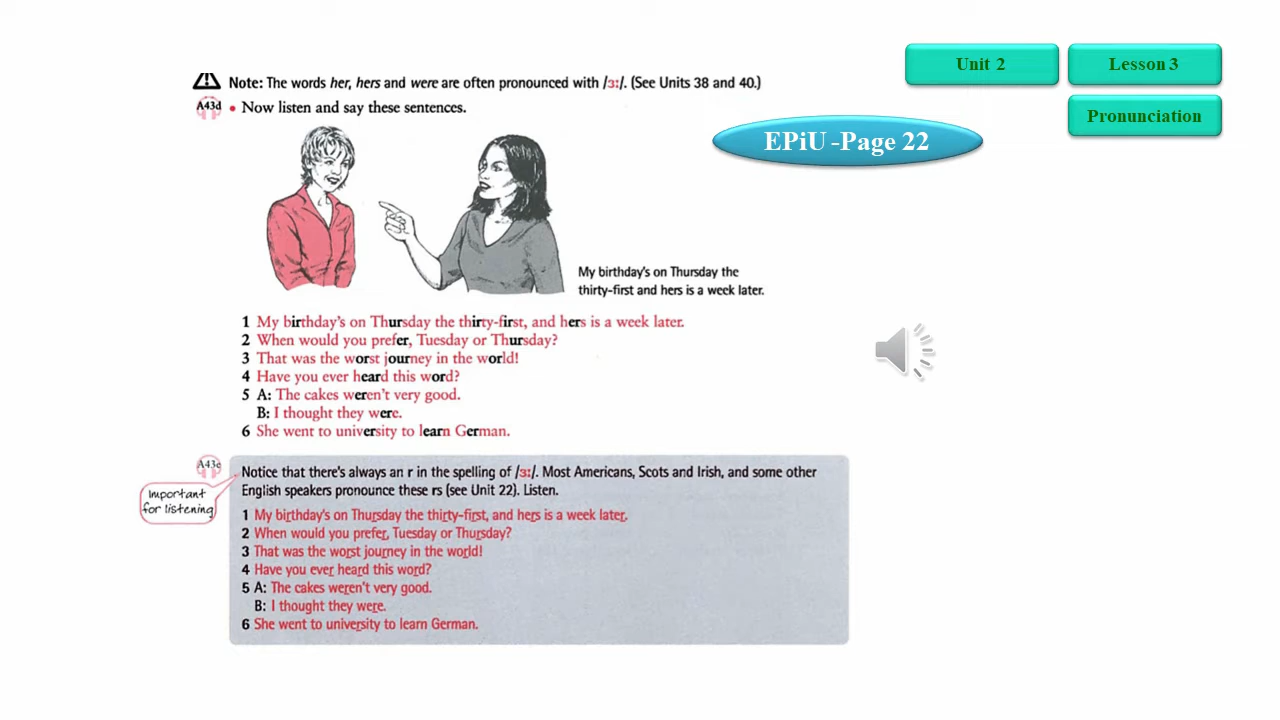 Unit 2
Lesson 3
Pronunciation
EPiU -Page 22
Note: The words her, hers and were are often pronounced with /ɜː/. (See Units 38 and 40.)
A43d • Now listen and say these sentences.
My birthday's on Thursday the
thirty-first and hers is a week later.
1 My birthday's on Thursday the thirty-first, and hers is a week later.
2 When would you prefer, Tuesday or Thursday?
3 That was the worst journey in the world!
4 Have you ever heard this word?
5 A: The cakes weren't very good.
B: I thought they were.
6 She went to university to learn German.
A43e
Notice that there's always an r in the spelling of /ɜː/. Most Americans, Scots and Irish, and some other
English speakers pronounce these rs (see Unit 22). Listen.
Important
for listening
1 My birthday's on Thursday the thirty-first, and hers is a week later.
2 When would you prefer, Tuesday or Thursday?
3 That was the worst journey in the world!
4 Have you ever heard this word?
5 A: The cakes weren't very good.
B: I thought they were.
6 She went to university to learn German.